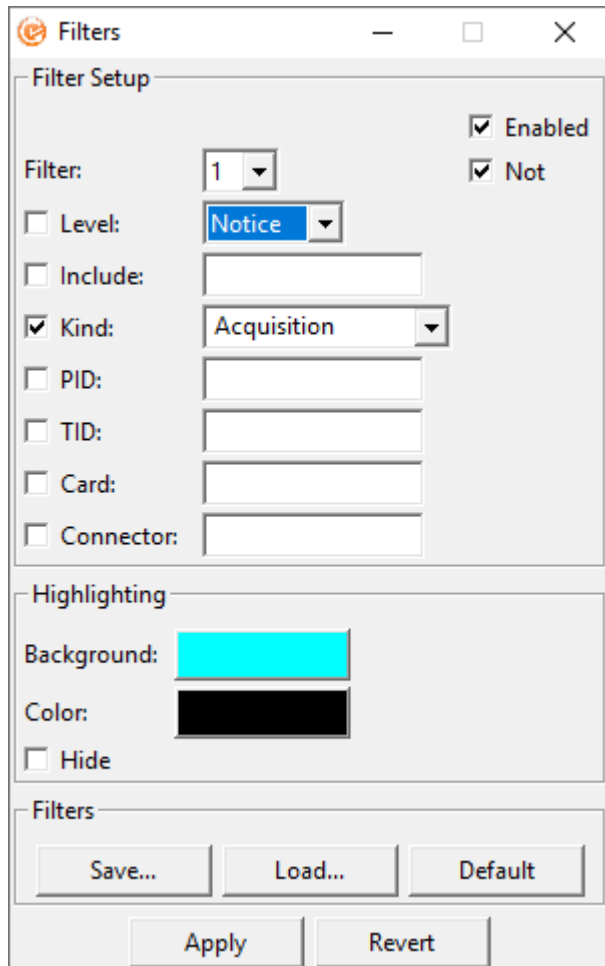 Filters
Filter Setup
Enabled
Filter: 1 Not
Level: Notice
Include:
Kind: Acquisition
PID:
TID:
Card:
Connector:
Highlighting
Background:
Color:
Hide
Filters
Save... Load... Default
Apply Revert